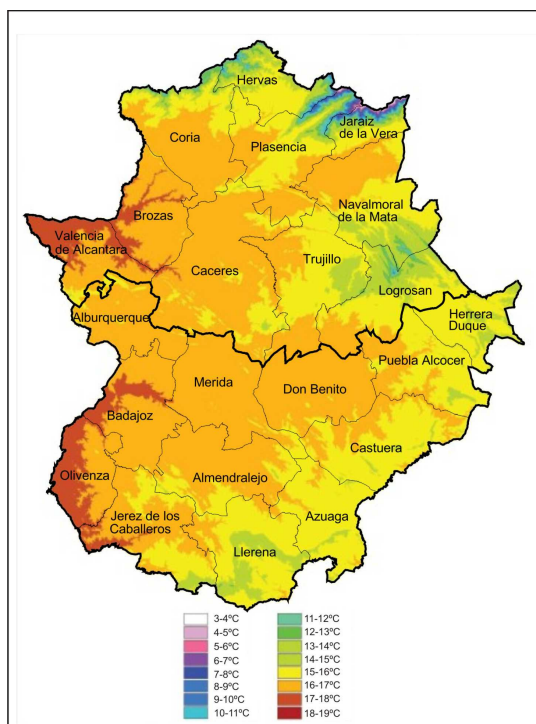 Hervas
Jaraiz
de la Vera
Coria
Plasencia
Navalmoral
de la Mata
Brozas
Valencia
de Alcantara
Trujillo
Caceres
Logrosan
Herrera
Duque
Alburquerque
Puebla Alcocer
Merida
Don Benito
Badajoz
Castuera
Olivenza
Almendralejo
Azuaga
Jerez de los
Caballeros
Llerena
3-4ºC
4-5ºC
5-6ºC
6-7ºC
7-8ºC
8-9ºC
9-10ºC
10-11ºC
11-12ºC
12-13ºC
13-14ºC
14-15ºC
15-16ºC
16-17ºC
17-18ºC
18-19ºC